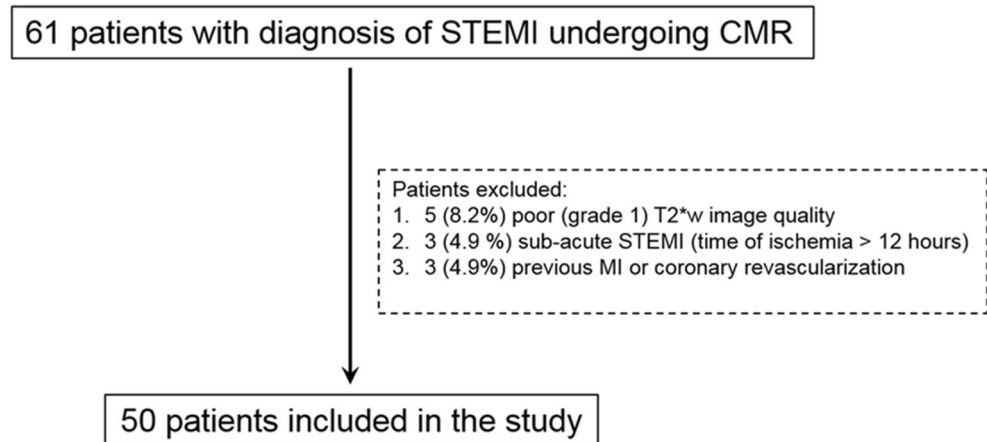 61 patients with diagnosis of STEMI undergoing CMR
Patients excluded:
1. 5 (8.2%) poor (grade 1) T2*w image quality
2. 3 (4.9 %) sub-acute STEMI (time of ischemia > 12 hours)
3. 3 (4.9%) previous MI or coronary revascularization
50 patients included in the study